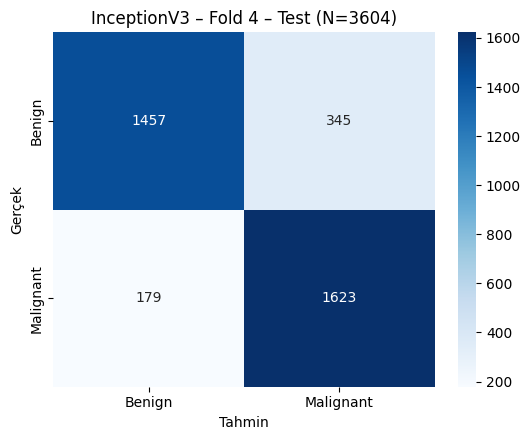 InceptionV3 – Fold 4 – Test (N=3604)
Gerçek
Benign
1457
345
Malignant
179
1623
Benign
Malignant
Tahmin
1600
1400
1200
1000
800
600
400
200